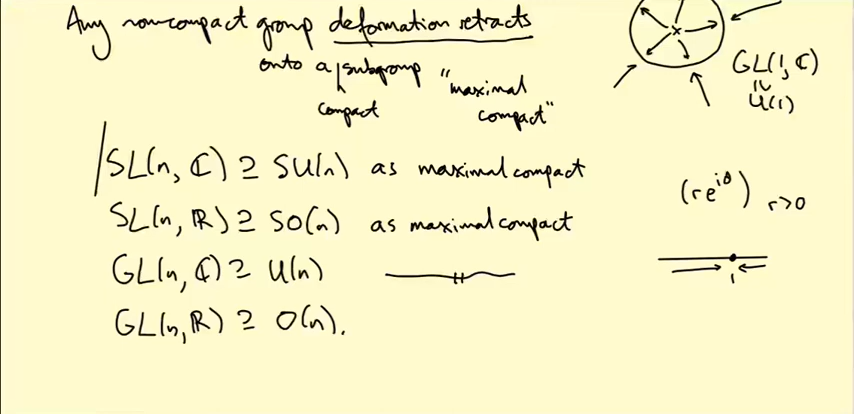 Any noncompact group deformation retracts
onto a subgroup "maximal
compact compact"
GL(1, ℂ)
≃
U(1)
SL(n, ℂ) ⊇ SU(n) as maximal compact
SL(n, ℝ) ⊇ SO(n) as maximal compact
GL(n, ℂ) ⊇ U(n)
GL(n, ℝ) ⊇ O(n).
(re^{iθ}) r>0
1